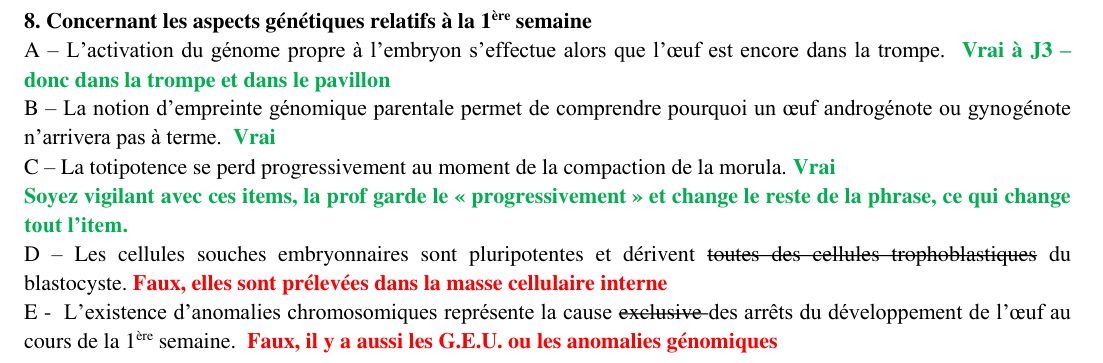 8. Concernant les aspects génétiques relatifs à la 1ère semaine
A – L’activation du génome propre à l’embryon s’effectue alors que l’œuf est encore dans la trompe. Vrai à J3 –
donc dans la trompe et dans le pavillon
B – La notion d’empreinte génomique parentale permet de comprendre pourquoi un œuf androgénote ou gynogénote
n’arrivera pas à terme. Vrai
C – La totipotence se perd progressivement au moment de la compaction de la morula. Vrai
Soyez vigilant avec ces items, la prof garde le « progressivement » et change le reste de la phrase, ce qui change
tout l’item.
D – Les cellules souches embryonnaires sont pluripotentes et dérivent toutes des cellules trophoblastiques du
blastocyste. Faux, elles sont prélevées dans la masse cellulaire interne
E - L’existence d’anomalies chromosomiques représente la cause exclusive des arrêts du développement de l’œuf au
cours de la 1ère semaine. Faux, il y a aussi les G.E.U. ou les anomalies génomiques